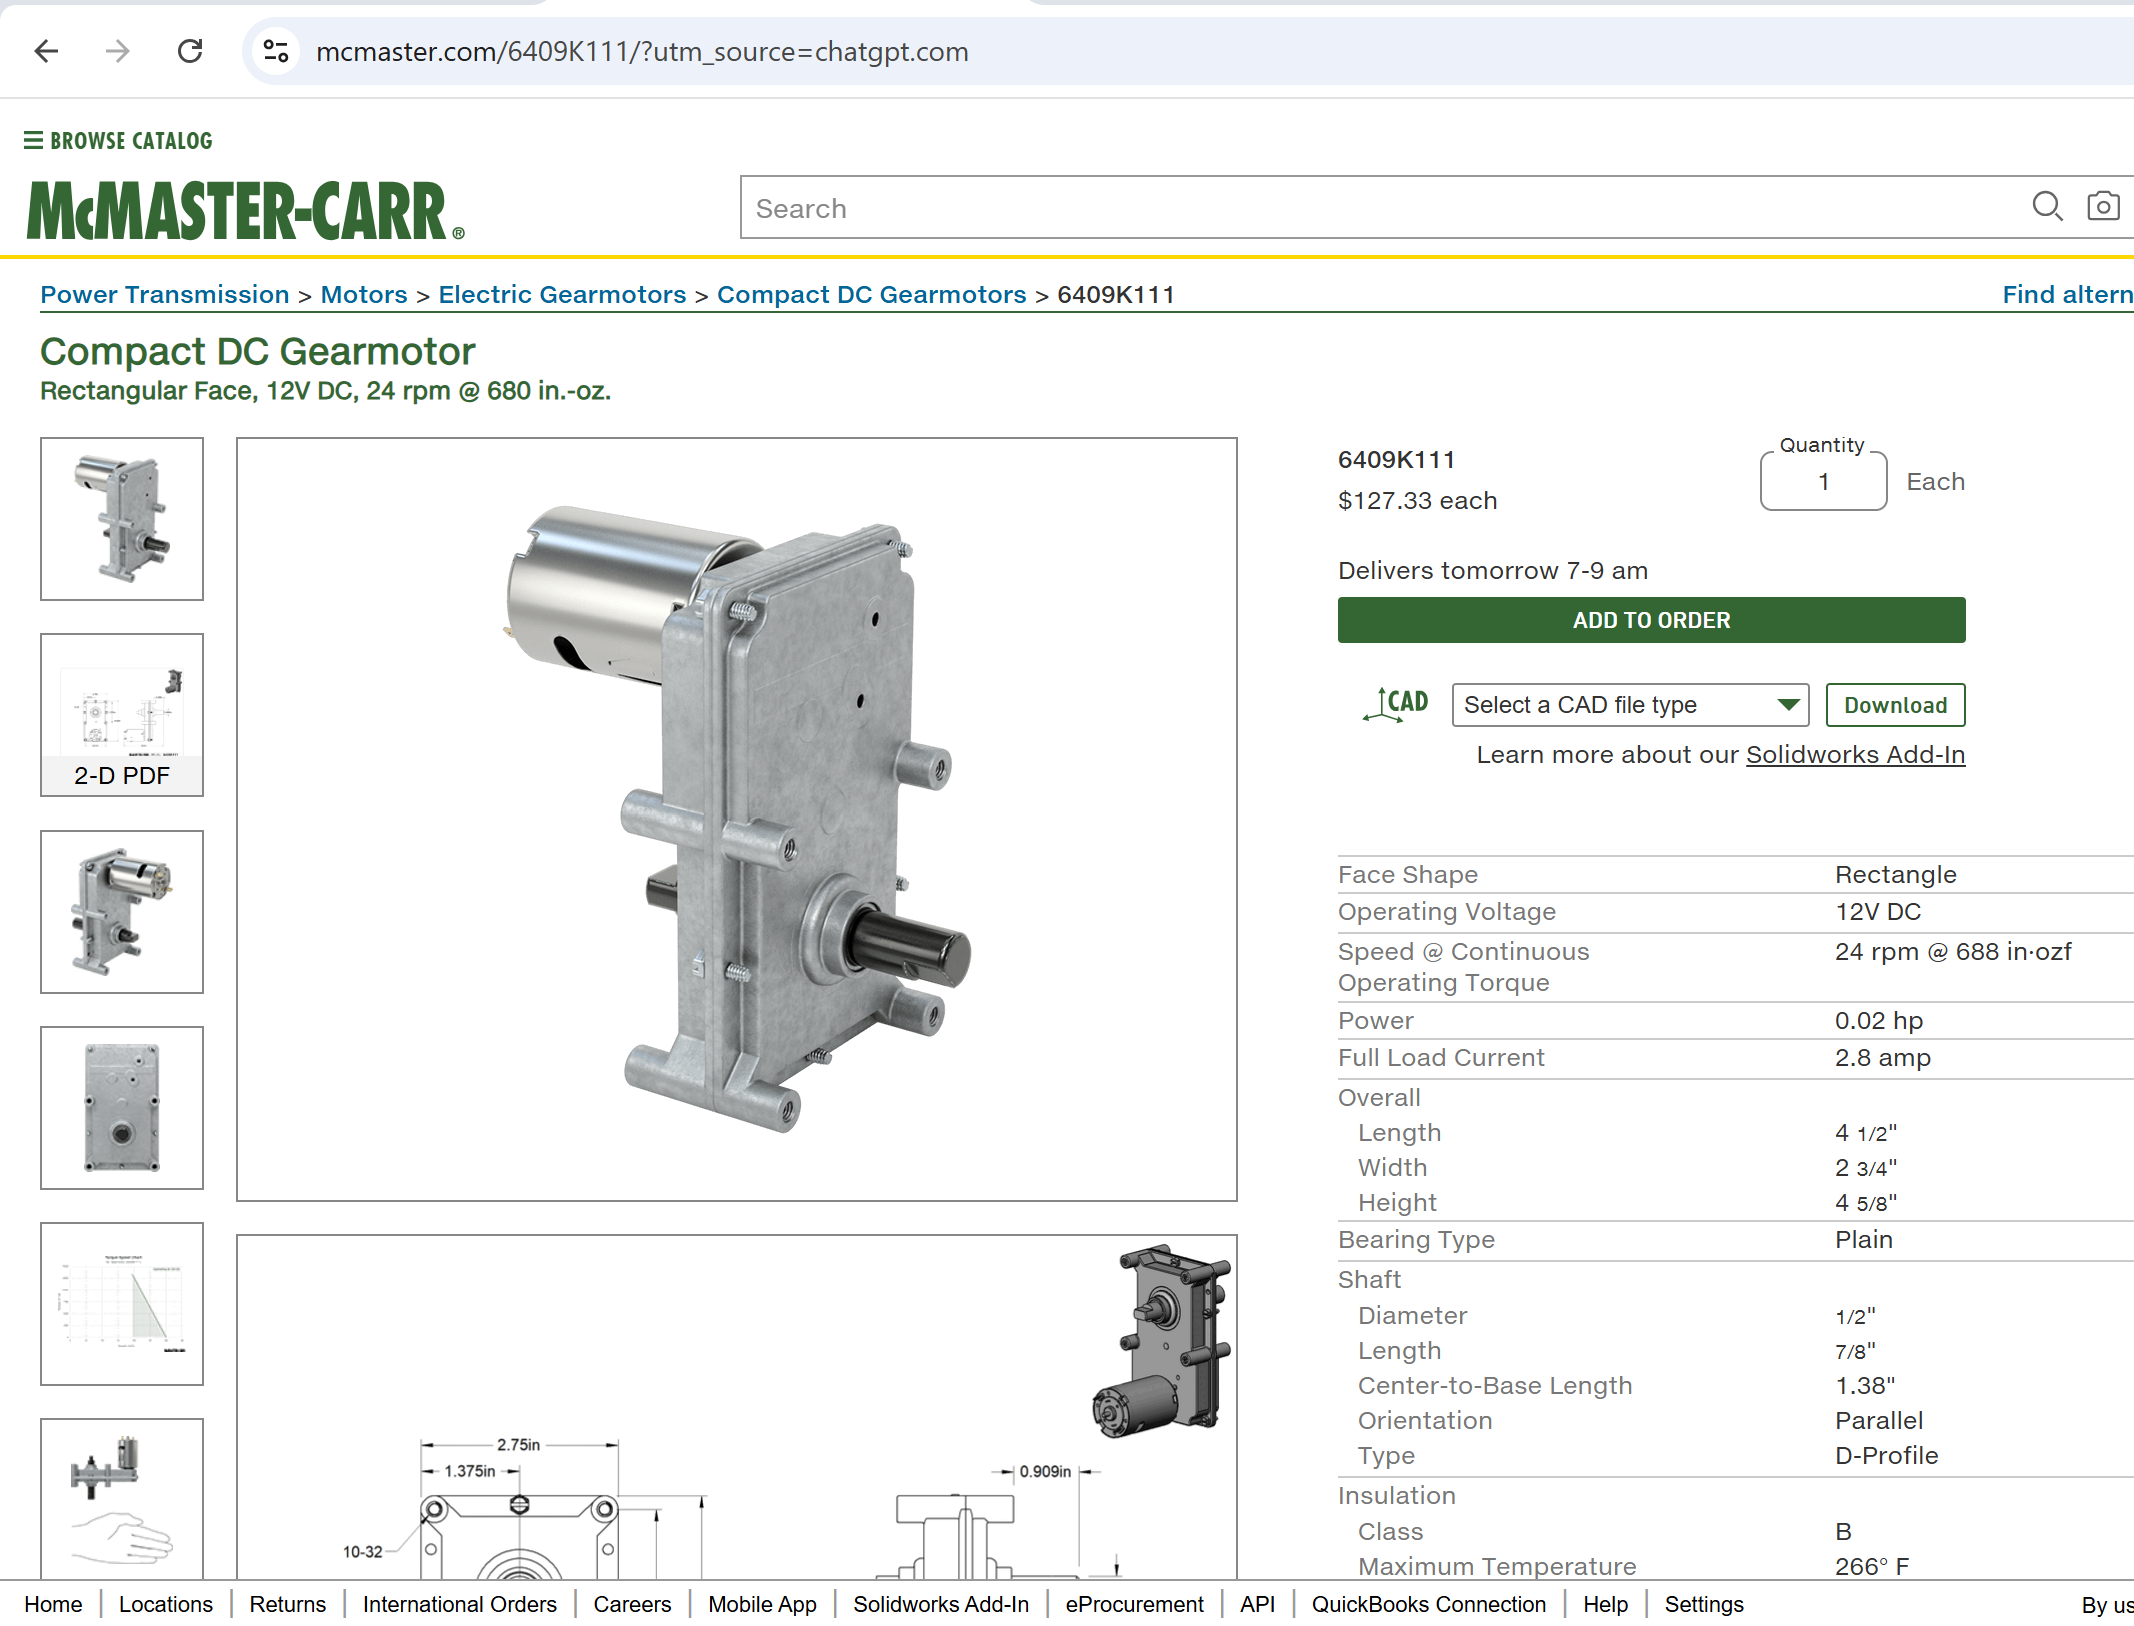 mcmaster.com/6409K111/?utm_source=chatgpt.com
BROWSE CATALOG
McMASTER-CARR®
Search
Power Transmission > Motors > Electric Gearmotors > Compact DC Gearmotors > 6409K111
Find altern
Compact DC Gearmotor
Rectangular Face, 12V DC, 24 rpm @ 680 in.-oz.
2-D PDF
6409K111
$127.33 each
Quantity
1
Each
Delivers tomorrow 7-9 am
ADD TO ORDER
CAD
Select a CAD file type
Download
Learn more about our Solidworks Add-In
Face Shape Rectangle
Operating Voltage 12V DC
Speed @ Continuous 24 rpm @ 688 in·ozf
Operating Torque
Power 0.02 hp
Full Load Current 2.8 amp
Overall
Length 4 1/2"
Width 2 3/4"
Height 4 5/8"
Bearing Type Plain
Shaft
Diameter 1/2"
Length 7/8"
Center-to-Base Length 1.38"
Orientation Parallel
Type D-Profile
Insulation
Class B
Maximum Temperature 266° F
2.75in
1.375in
0.909in
10-32
Home Locations Returns International Orders Careers Mobile App Solidworks Add-In eProcurement API QuickBooks Connection Help Settings
By us